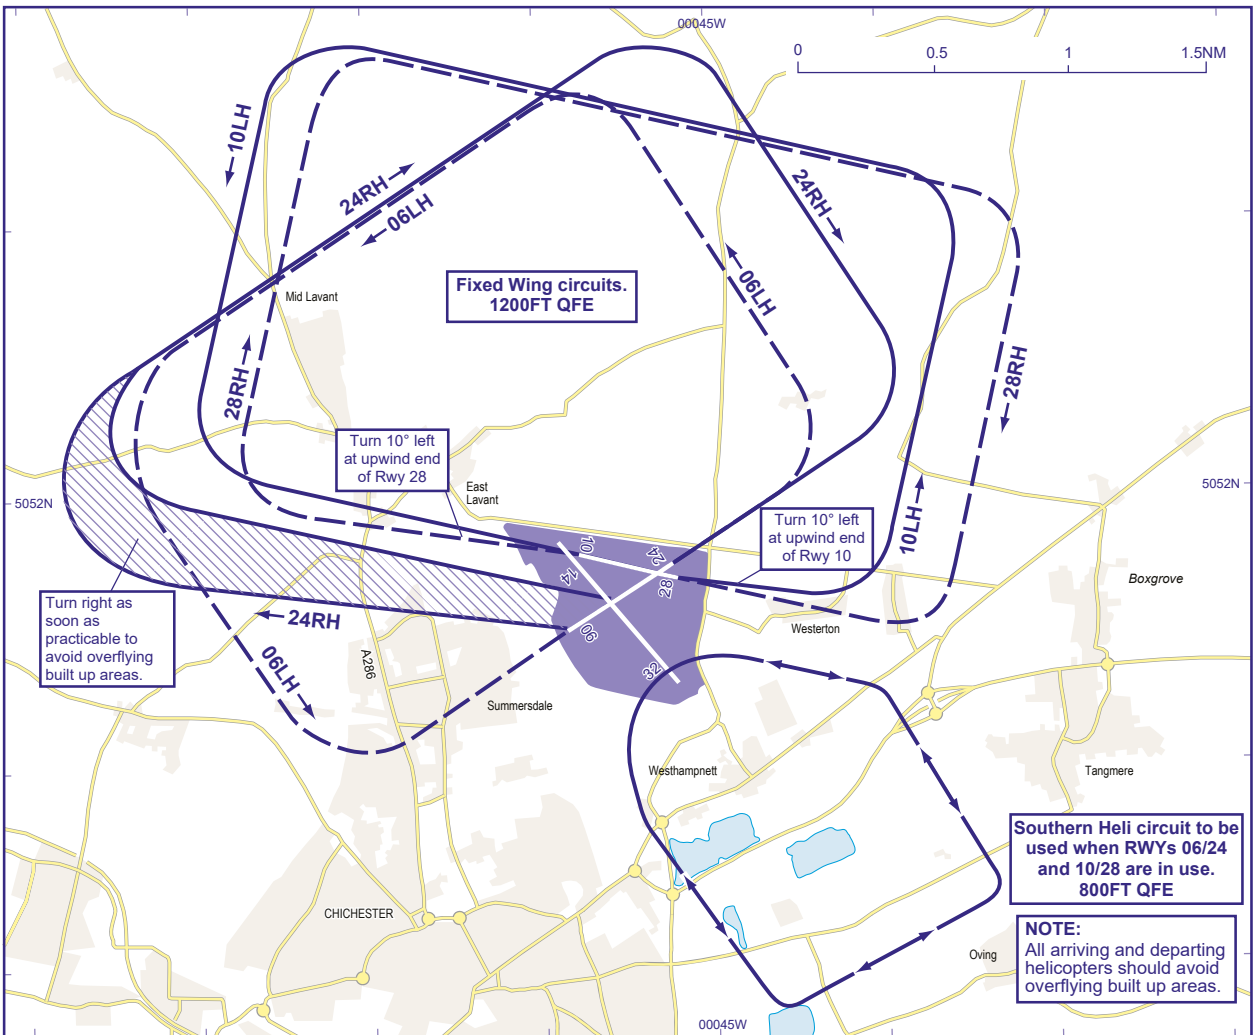 00045W
0 0.5 1 1.5NM
10LH
24RH
06LH
24RH
06LH
Fixed Wing circuits.
1200FT QFE
Mid Lavant
28RH
28RH
Turn 10° left
at upwind end
of Rwy 28
East
Lavant
5052N
5052N
Turn 10° left
at upwind end
of Rwy 10
10LH
10
24
14
28
06
32
Boxgrove
Westerton
Turn right as
soon as
practicable to
avoid overflying
built up areas.
24RH
06LH
A286
Summersdale
Westhampnett
Tangmere
Southern Heli circuit to be
used when RWYs 06/24
and 10/28 are in use.
800FT QFE
CHICHESTER
NOTE:
All arriving and departing
helicopters should avoid
overflying built up areas.
Oving
00045W